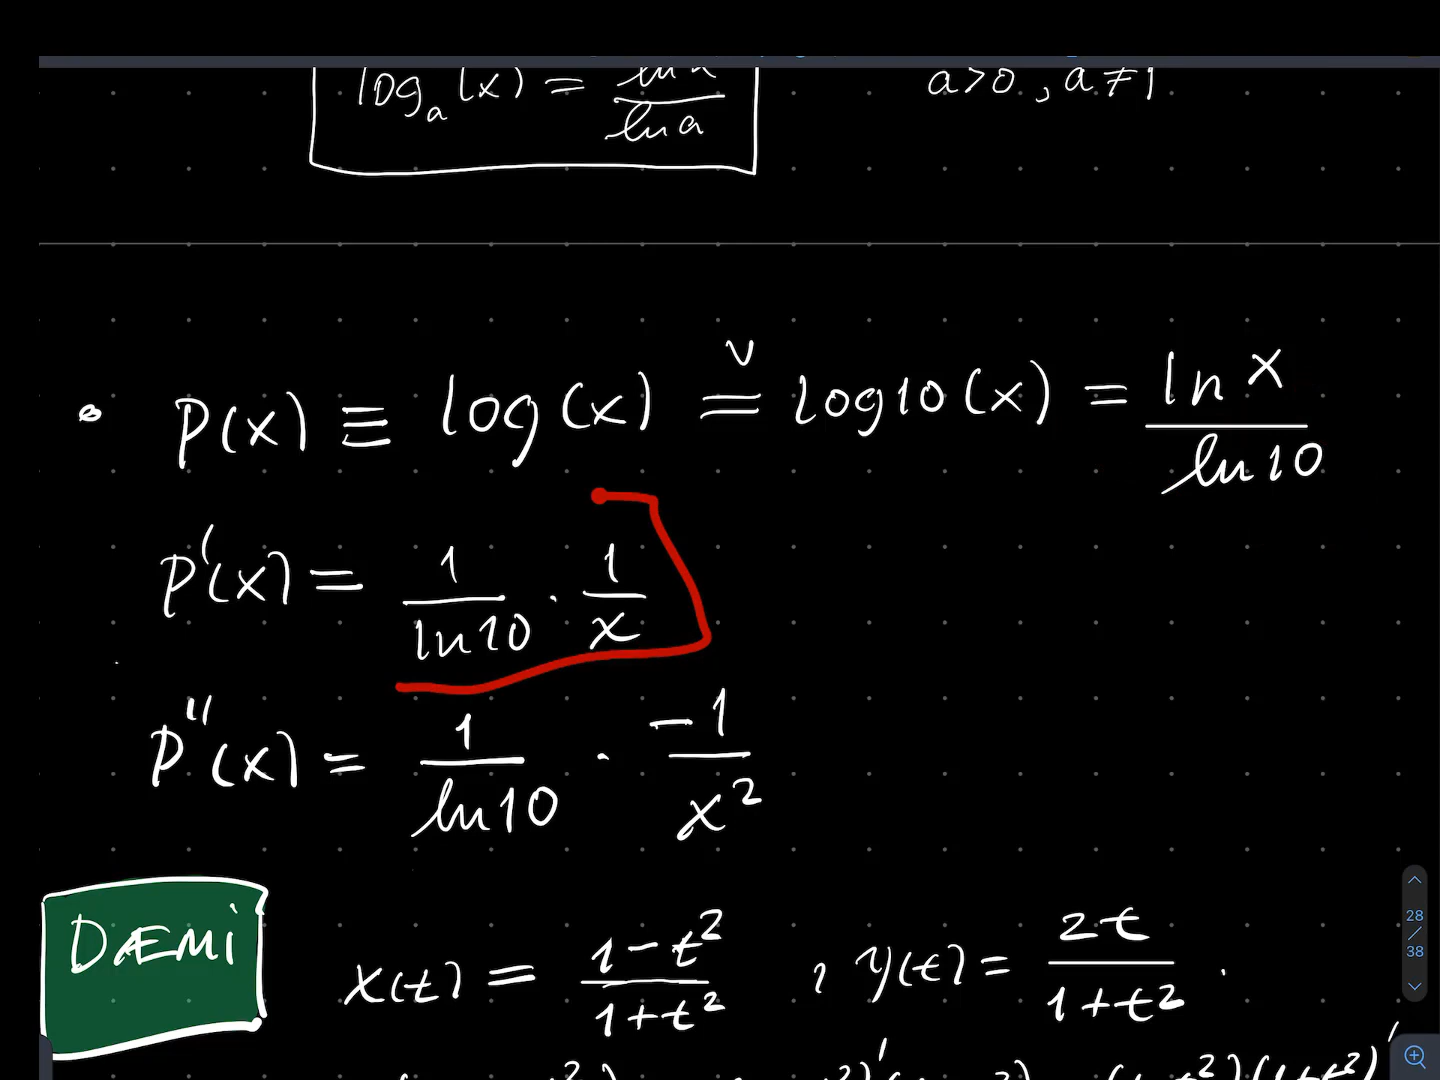 log_a(x) = ln x / ln a    a>0, a≠1
• P(x) ≡ log(x) = log10(x) = ln x / ln 10
P'(x) = 1/ln10 · 1/x
P''(x) = 1/ln10 · -1/x²
DÆMI x(t) = 1-t² / 1+t² , y(t) = 2t / 1+t² .
28
/
38